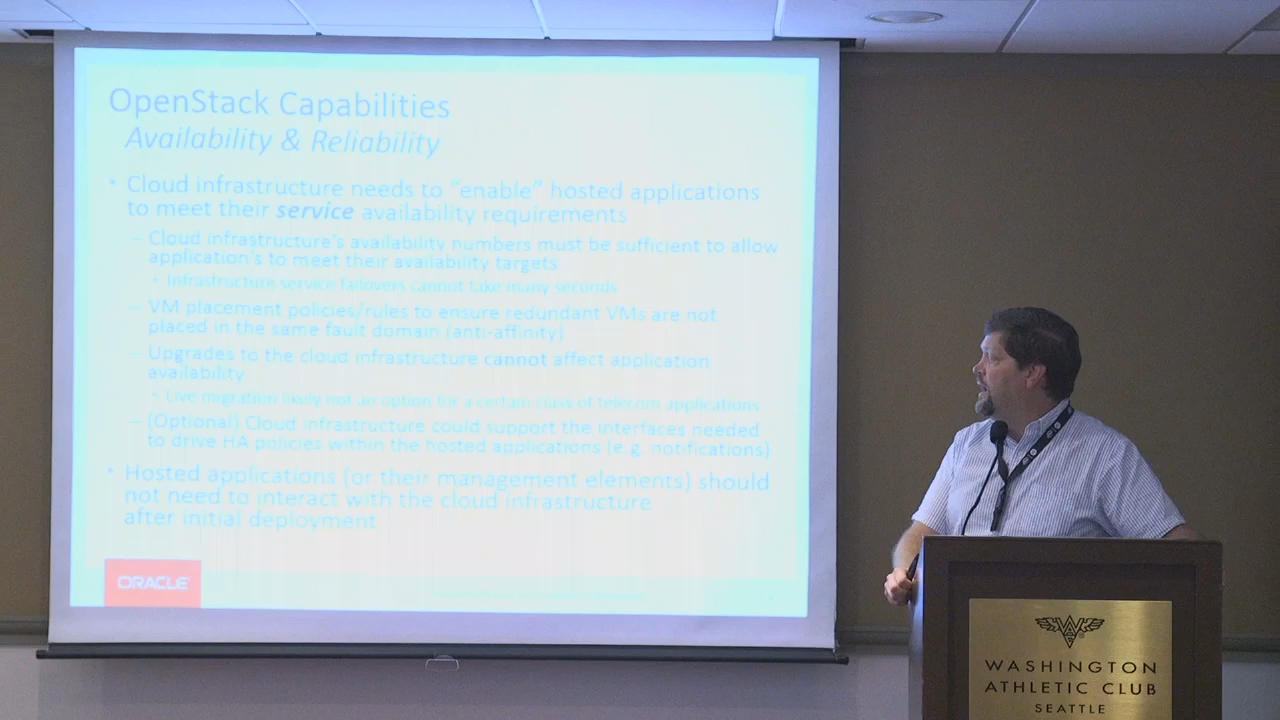 OpenStack Capabilities
Availability & Reliability
• Cloud infrastructure needs to “enable” hosted applications
to meet their service availability requirements
– Cloud infrastructure's availability numbers must be sufficient to allow
application's to meet their availability targets
• Infrastructure service failovers cannot take many seconds
– VM placement policies/rules to ensure redundant VMs are not
placed in the same fault domain (anti-affinity)
– Upgrades to the cloud infrastructure cannot affect application
availability
• Live migration likely not an option for a certain class of telecom applications
– (Optional) Cloud infrastructure could support the interfaces needed
to drive HA policies within the hosted applications (e.g. notifications)
• Hosted applications (or their management elements) should
not need to interact with the cloud infrastructure
after initial deployment
ORACLE
WASHINGTON
ATHLETIC CLUB
SEATTLE